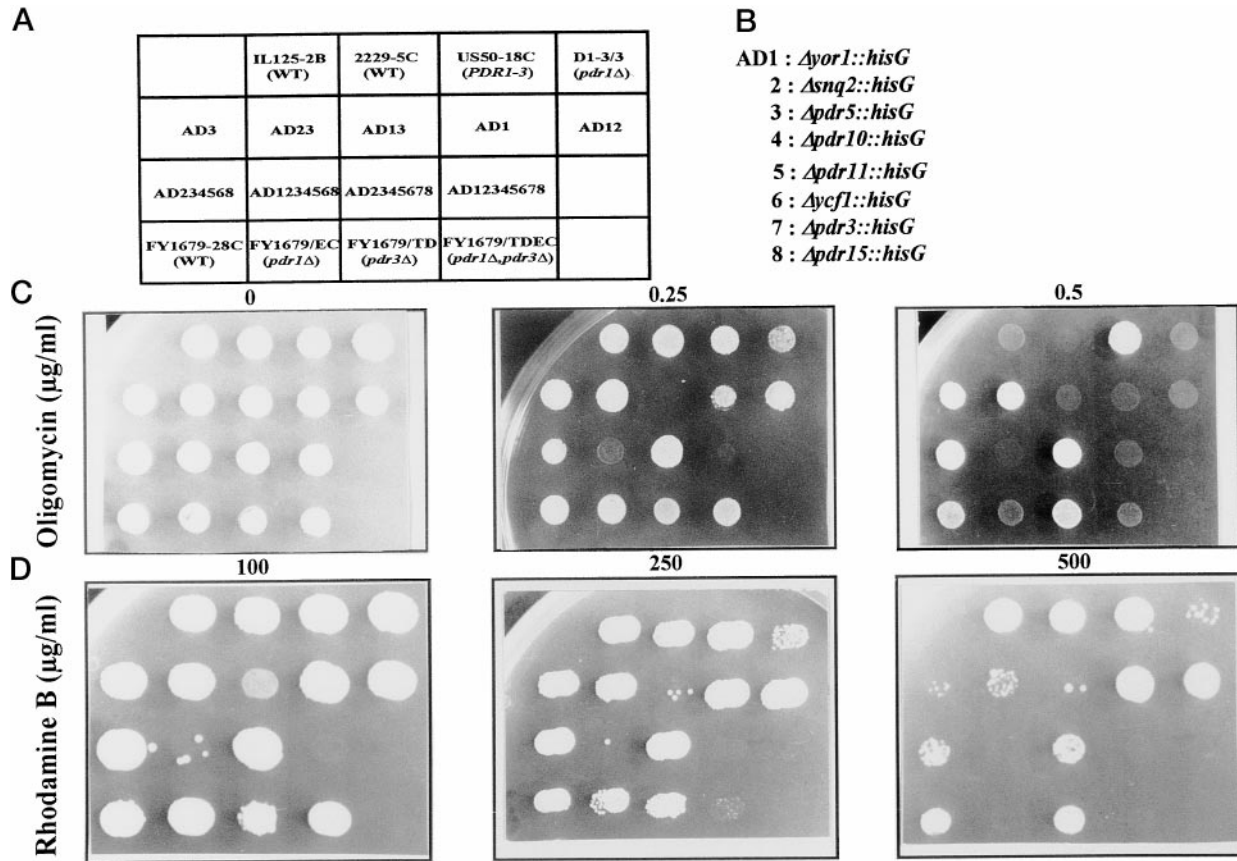 A
IL125-2B
(WT)
2229-5C
(WT)
US50-18C
(PDR1-3)
D1-3/3
(pdr1Δ)
AD3
AD23
AD13
AD1
AD12
AD234568
AD1234568
AD2345678
AD12345678
FY1679-28C
(WT)
FY1679/EC
(pdr1Δ)
FY1679/TD
(pdr3Δ)
FY1679/TDEC
(pdr1Δ,pdr3Δ)
B
AD1 : Δyor1::hisG
2 : Δsnq2::hisG
3 : Δpdr5::hisG
4 : Δpdr10::hisG
5 : Δpdr11::hisG
6 : Δycf1::hisG
7 : Δpdr3::hisG
8 : Δpdr15::hisG
C
0
0.25
0.5
Oligomycin (µg/ml)
D
100
250
500
Rhodamine B (µg/ml)